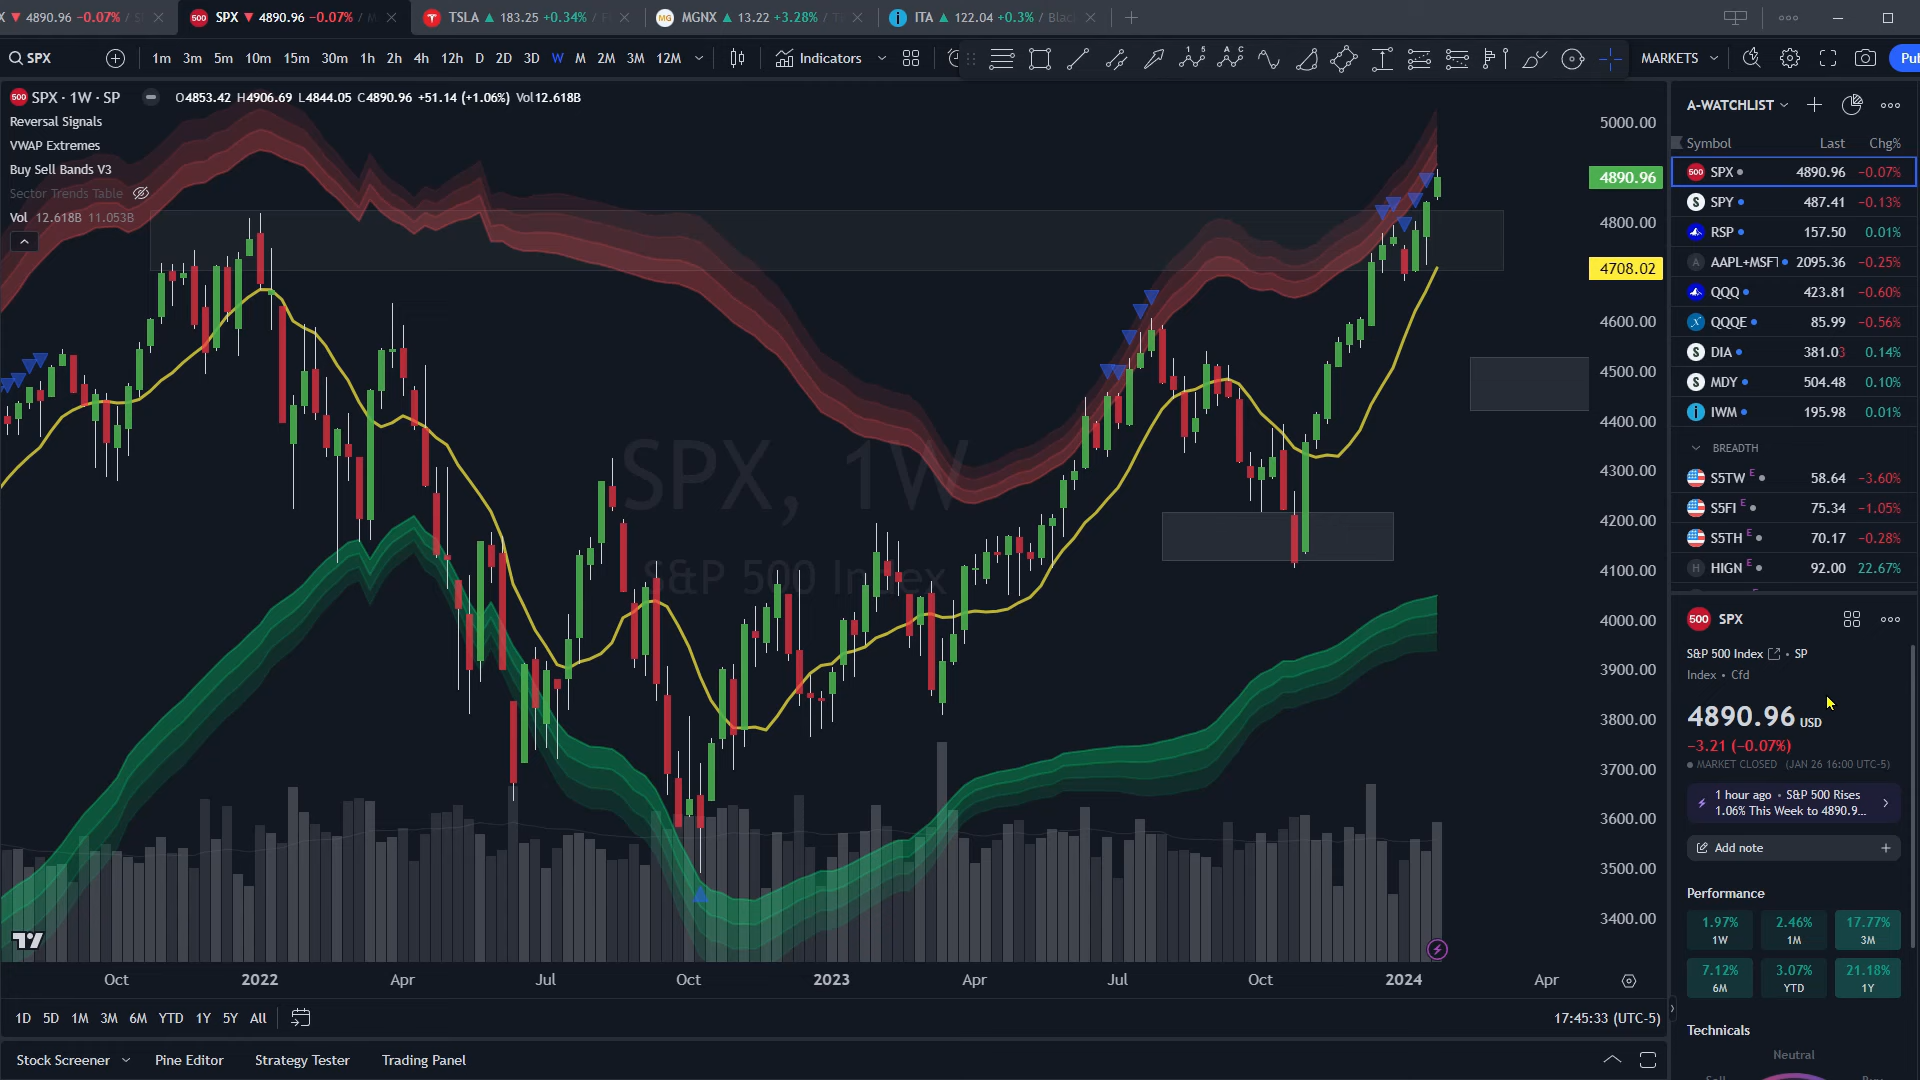 4890.96 −0.07%
SPX 4890.96 −0.07%
TSLA 183.25 +0.34%
MG MGNX 13.22 +3.28%
ITA 122.04 +0.3%
SPX 1m 3m 5m 10m 15m 30m 1h 2h 4h 12h D 2D 3D W M 2M 3M 12M Indicators MARKETS
500 SPX · 1W · SP O4853.42 H4906.69 L4844.05 C4890.96 +51.14 (+1.06%) Vol12.618B
Reversal Signals
VWAP Extremes
Buy Sell Bands V3
Sector Trends Table
Vol 12.618B 11.053B
SPX, 1W
S&P 500 Index
5000.00
4890.96
4800.00
4708.02
4600.00
4500.00
4400.00
4300.00
4200.00
4100.00
4000.00
3900.00
3800.00
3700.00
3600.00
3500.00
3400.00
Oct 2022 Apr Jul Oct 2023 Apr Jul Oct 2024 Apr
1D 5D 1M 3M 6M YTD 1Y 5Y All
17:45:33 (UTC-5)
Stock Screener Pine Editor Strategy Tester Trading Panel
A-WATCHLIST
Symbol Last Chg%
500 SPX 4890.96 −0.07%
SPY 487.41 −0.13%
RSP 157.50 0.01%
AAPL+MSFT 2095.36 −0.25%
QQQ 423.81 −0.60%
QQQE 85.99 −0.56%
DIA 381.03 0.14%
MDY 504.48 0.10%
IWM 195.98 0.01%
BREADTH
S5TW E 58.64 −3.60%
S5FI E 75.34 −1.05%
S5TH E 70.17 −0.28%
H HIGN E 92.00 22.67%
500 SPX
S&P 500 Index • SP
Index • Cfd
4890.96 USD
−3.21 (−0.07%)
MARKET CLOSED (JAN 26 16:00 UTC-5)
1 hour ago • S&P 500 Rises
1.06% This Week to 4890.9...
Add note
Performance
1.97% 2.46% 17.77%
1W 1M 3M
7.12% 3.07% 21.18%
6M YTD 1Y
Technicals
Neutral